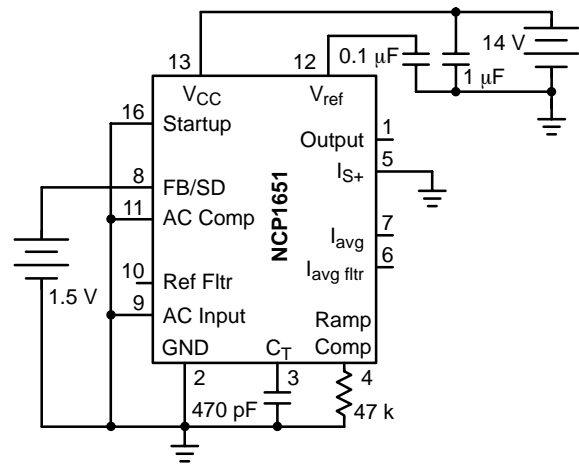 13
12
0.1 µF
1 µF
14 V
VCC
Vref
16
Startup
Output
1
IS+
5
8
FB/SD
11
AC Comp
NCP1651
Iavg
7
10
Ref Fltr
Iavg fltr
6
1.5 V
9
AC Input
Ramp
Comp
GND
CT
2
3
4
470 pF
47 k